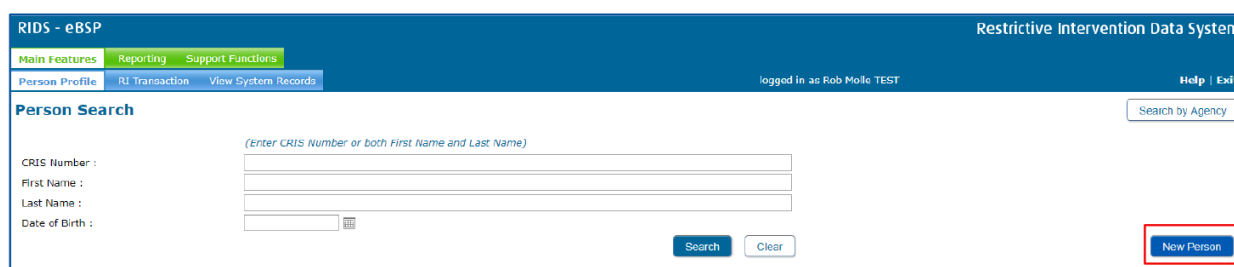 RIDS - eBSP Restrictive Intervention Data System
Main Features Reporting Support Functions
Person Profile RI Transaction View System Records logged in as Rob Molle TEST Help | Exit
Person Search Search by Agency
(Enter CRIS Number or both First Name and Last Name)
CRIS Number :
First Name :
Last Name :
Date of Birth :
Search Clear New Person